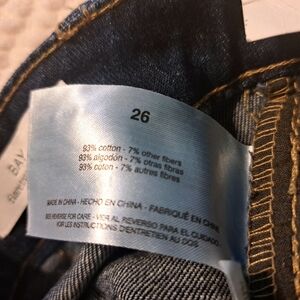 26
93% cotton - 7% other fibers
93% algodón - 7% otras fibras
93% coton - 7% autres fibres
MADE IN CHINA - HECHO EN CHINA - FABRIQUÉ EN CHINE
SEE REVERSE FOR CARE - VER AL REVERSO PARA EL CUIDADO
VOIR LES INSTRUCTIONS D'ENTRETIEN AU DOS